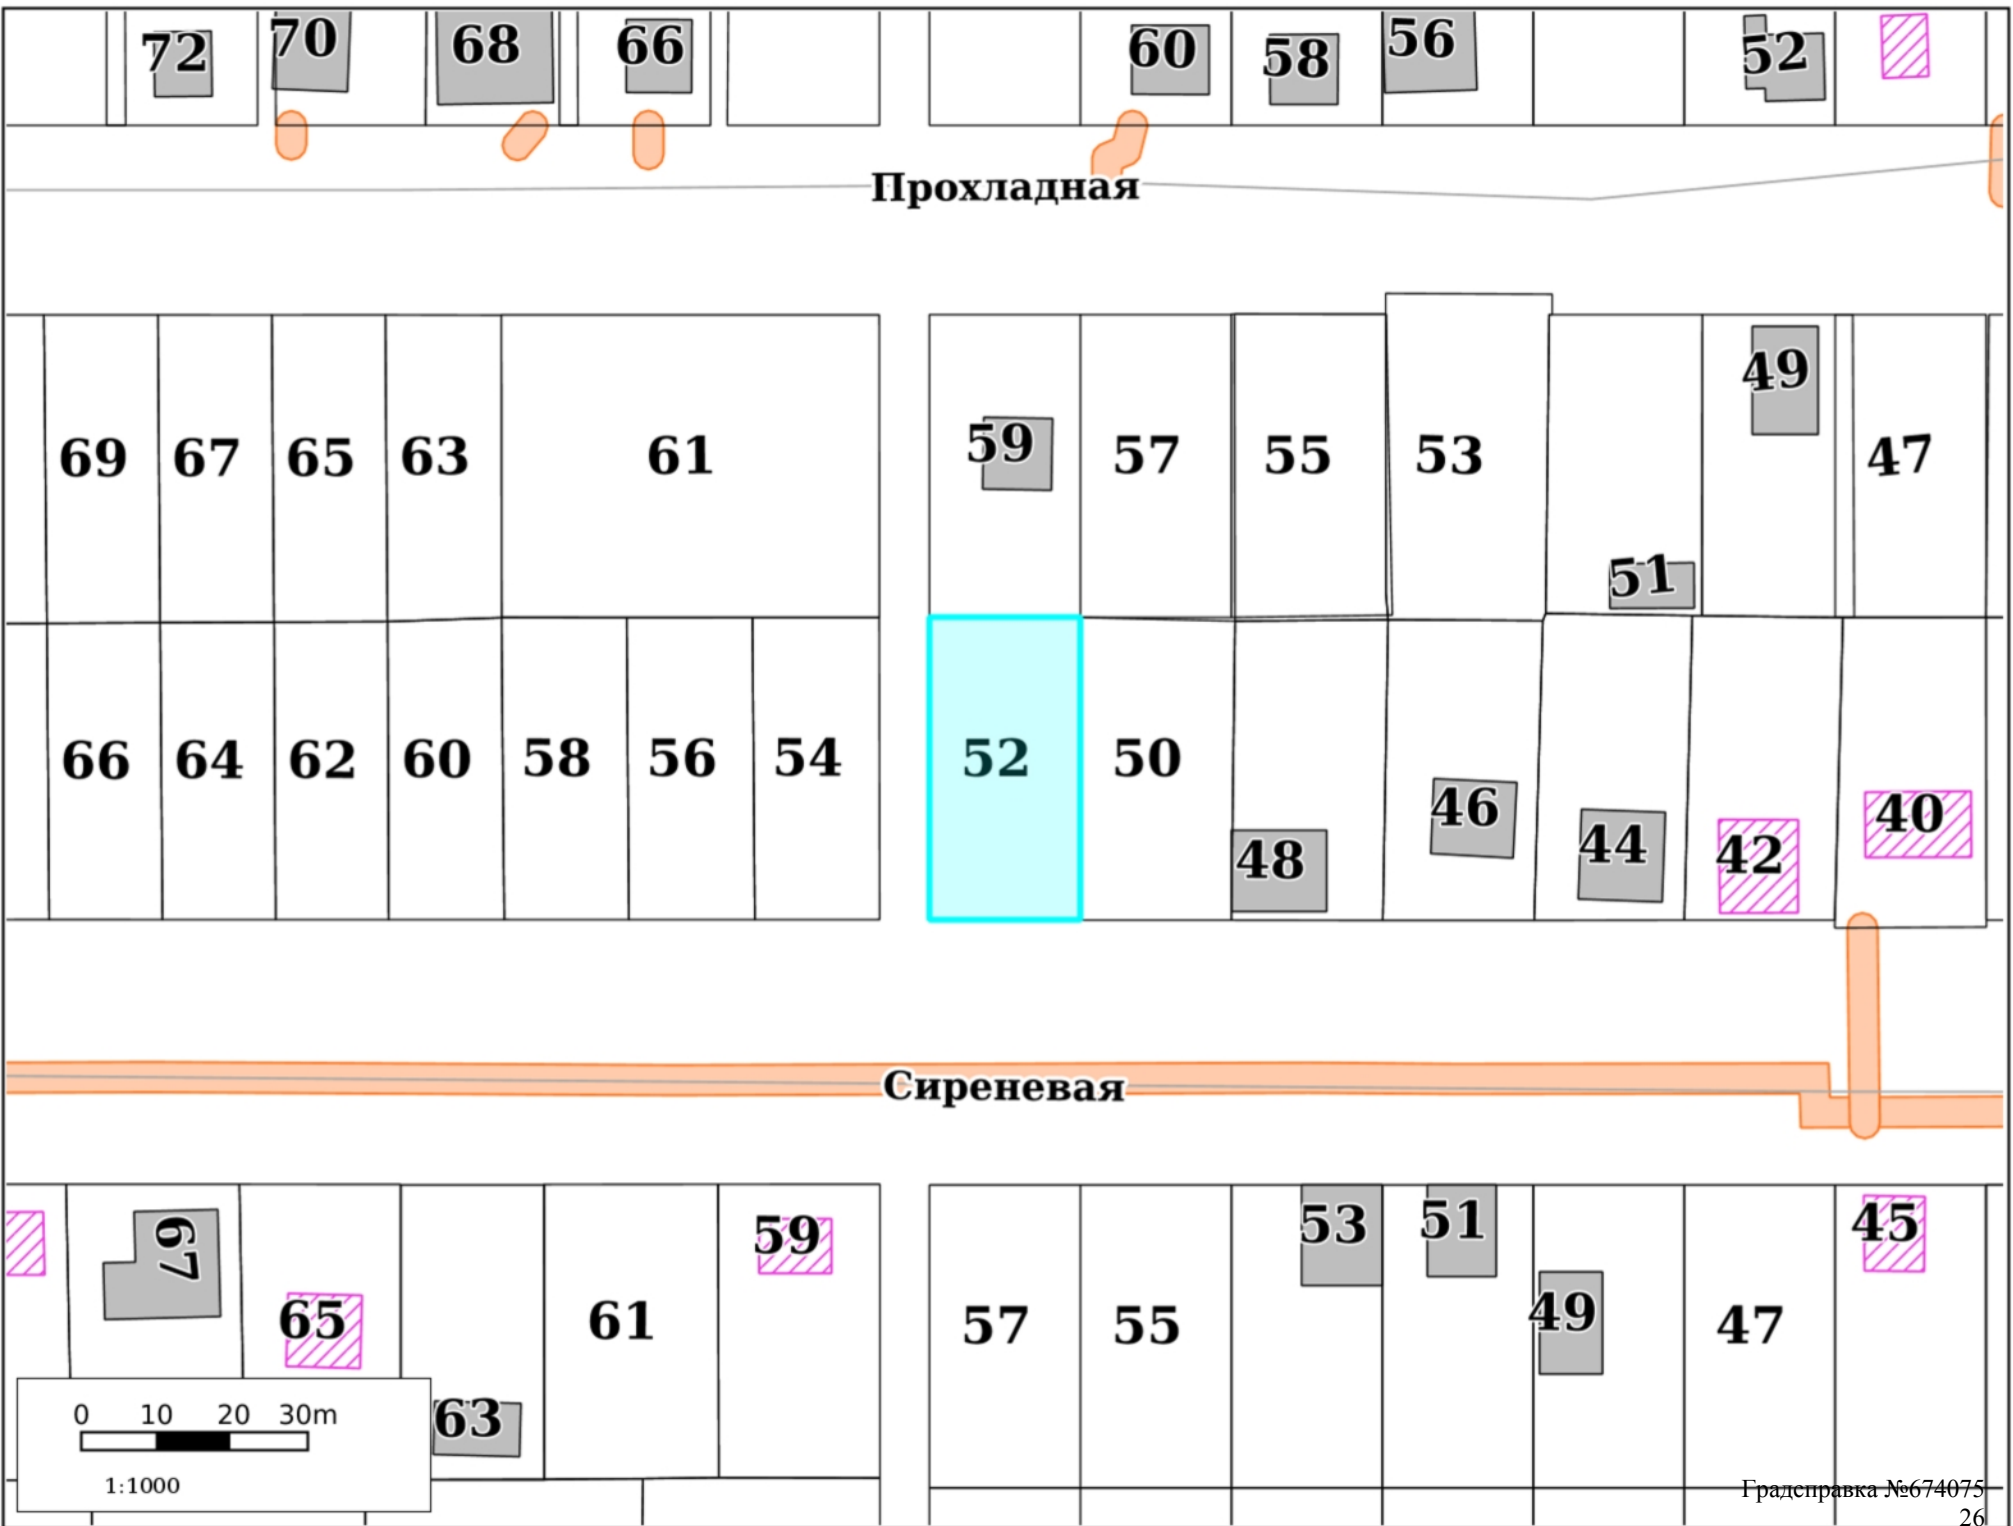 72 70 68 66 60 58 56 52
Прохладная
69 67 65 63 61 59 57 55 53 51 49 47
66 64 62 60 58 56 54 52 50 48 46 44 42 40
Сиреневая
67 65 63 61 59 57 55 53 51 49 47 45
0 10 20 30m
1:1000
Градсправка №674075
26